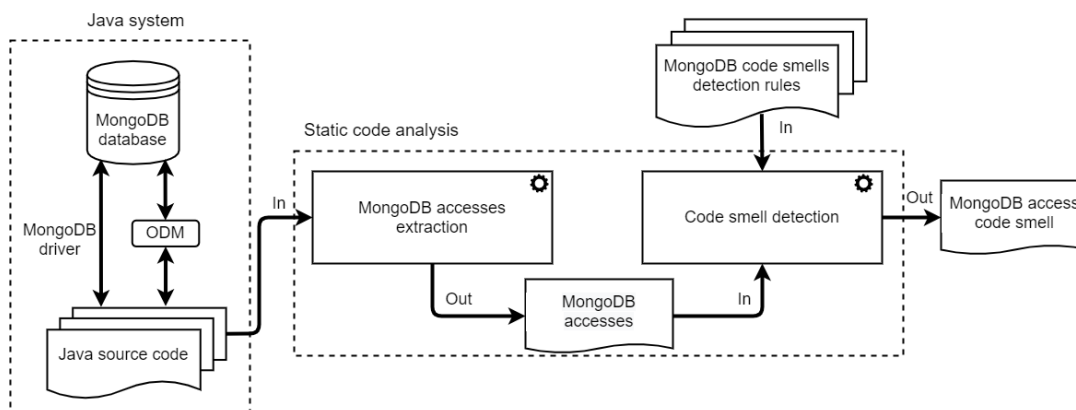 Java system
MongoDB
database
MongoDB
driver
ODM
Java source code
In
Static code analysis
MongoDB accesses
extraction
Out
MongoDB
accesses
In
MongoDB code smells
detection rules
In
Code smell detection
Out
MongoDB access
code smell